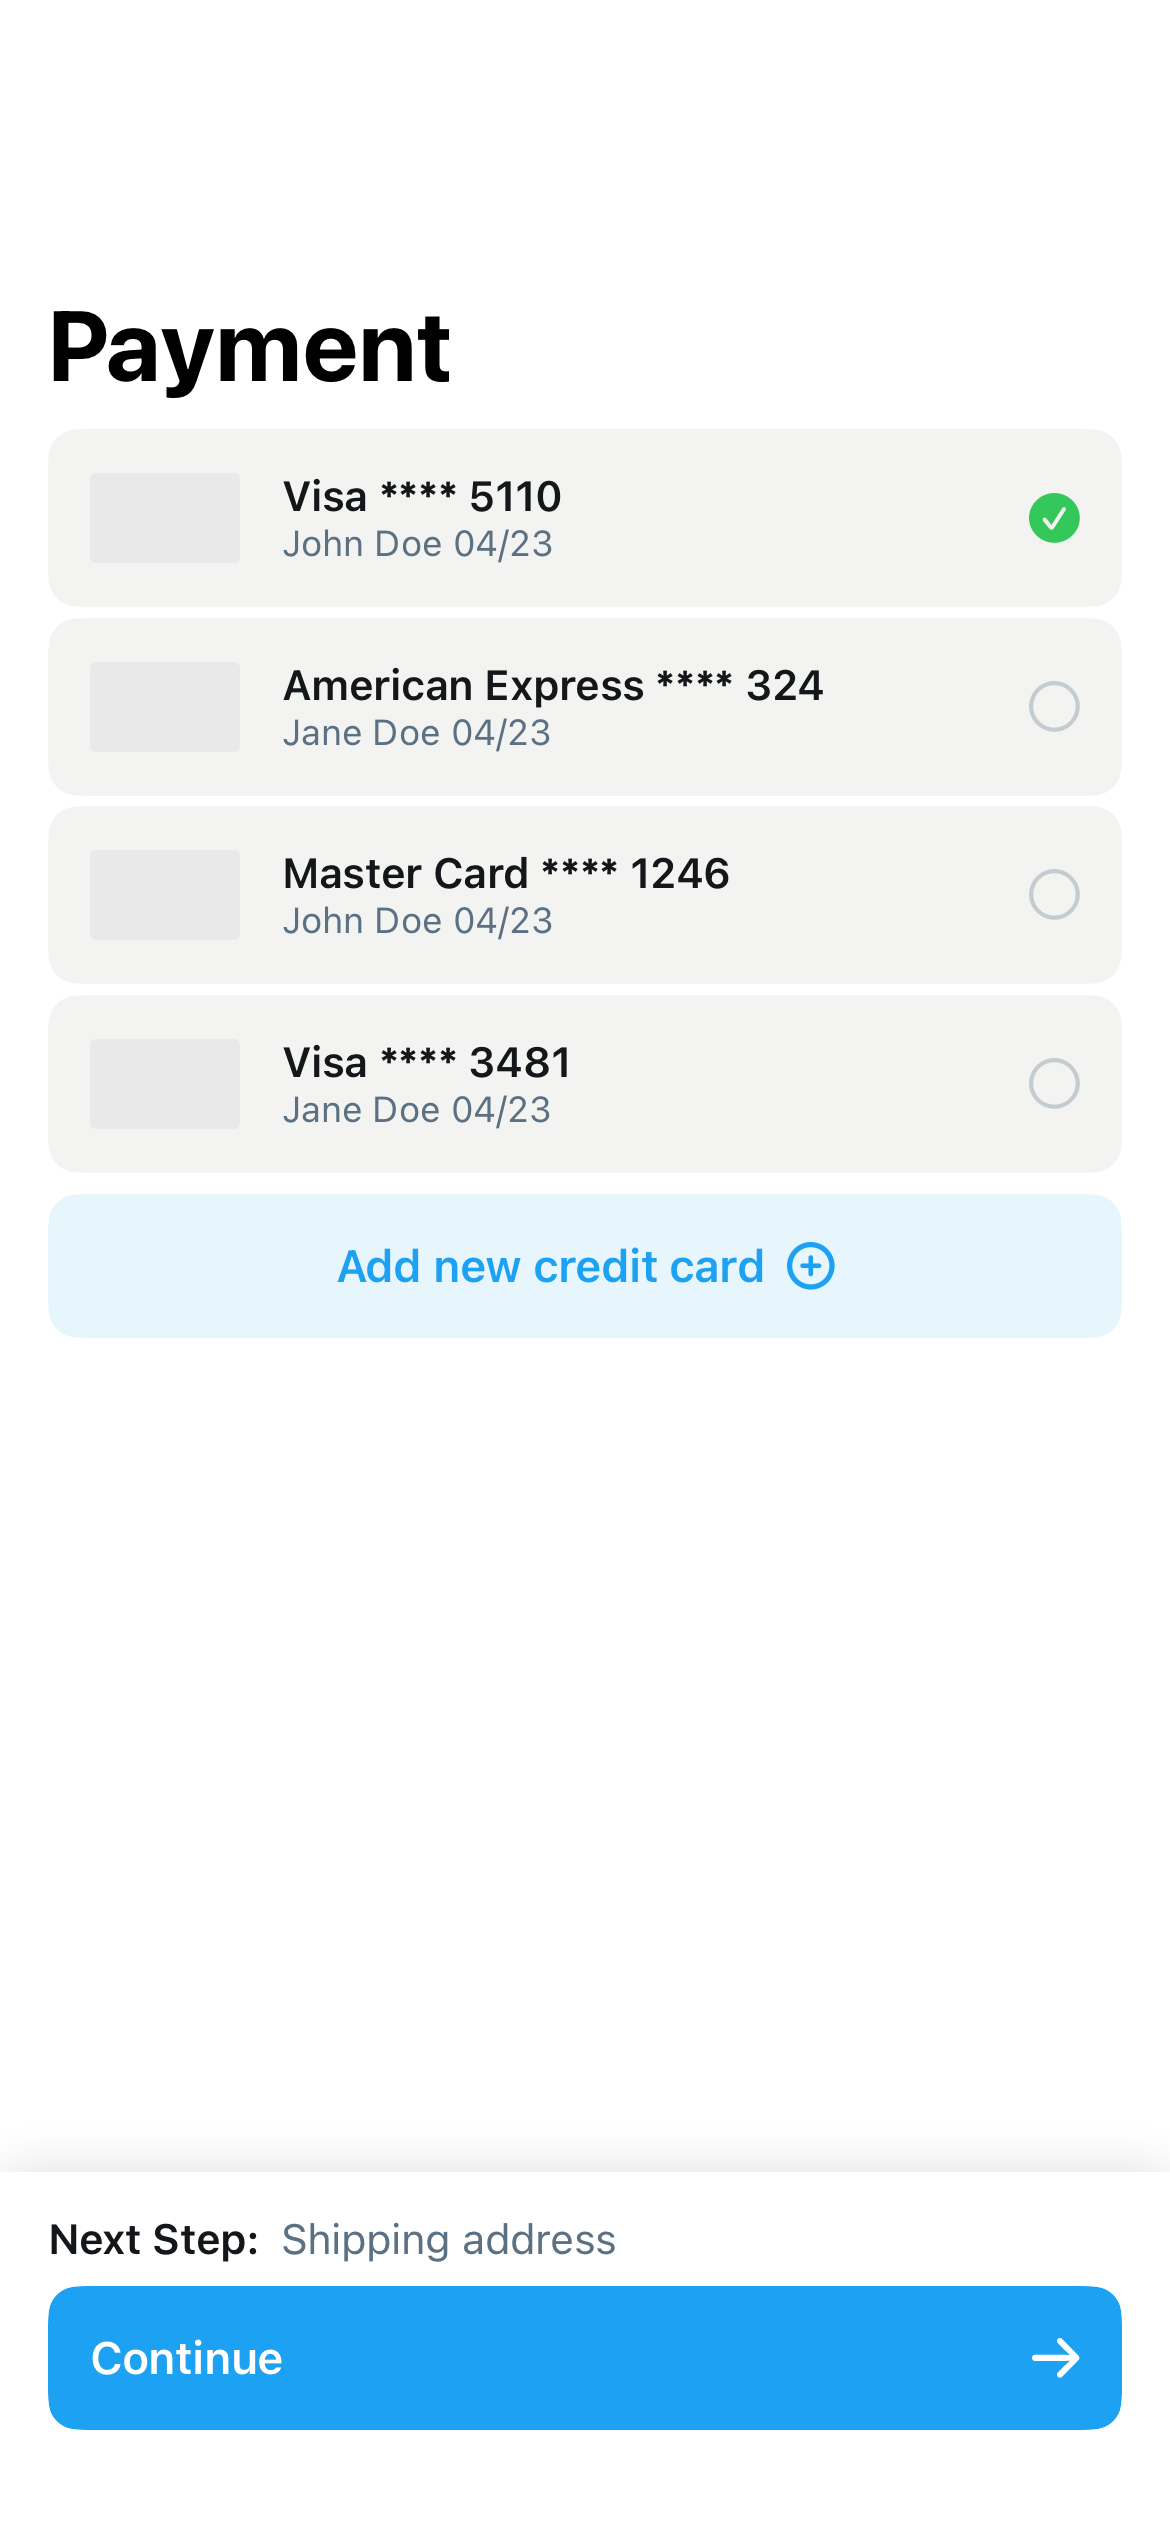 Payment
Visa **** 5110
John Doe 04/23
American Express **** 324
Jane Doe 04/23
Master Card **** 1246
John Doe 04/23
Visa **** 3481
Jane Doe 04/23
Add new credit card
Next Step: Shipping address
Continue